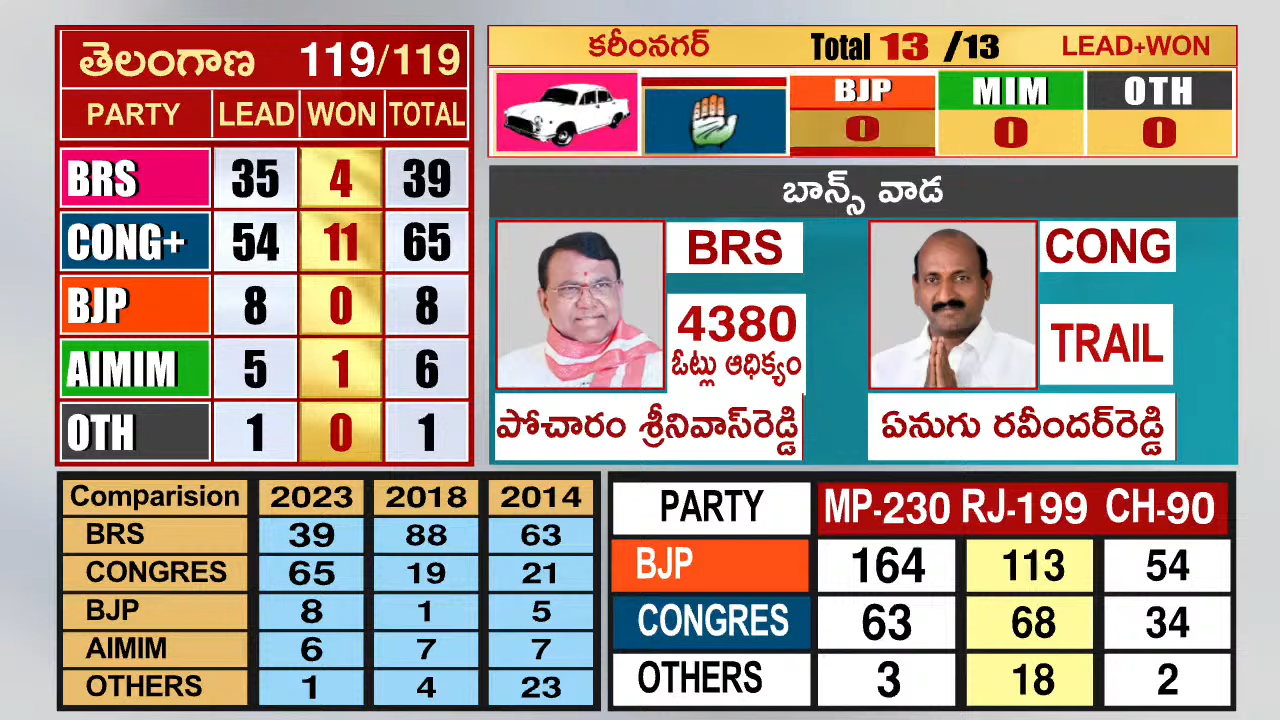 తెలంగాణ 119/119
PARTY LEAD WON TOTAL
BRS 35 4 39
CONG+ 54 11 65
BJP 8 0 8
AIMIM 5 1 6
OTH 1 0 1
కరీంనగర్ Total 13 /13 LEAD+WON
BJP MIM OTH
0 0 0
బాన్స్ వాడ
BRS
4380
ఓట్లు ఆధిక్యం
పోచారం శ్రీనివాస్‌రెడ్డి
CONG
TRAIL
ఏనుగు రవీందర్‌రెడ్డి
Comparision 2023 2018 2014
BRS 39 88 63
CONGRES 65 19 21
BJP 8 1 5
AIMIM 6 7 7
OTHERS 1 4 23
PARTY MP-230 RJ-199 CH-90
BJP 164 113 54
CONGRES 63 68 34
OTHERS 3 18 2